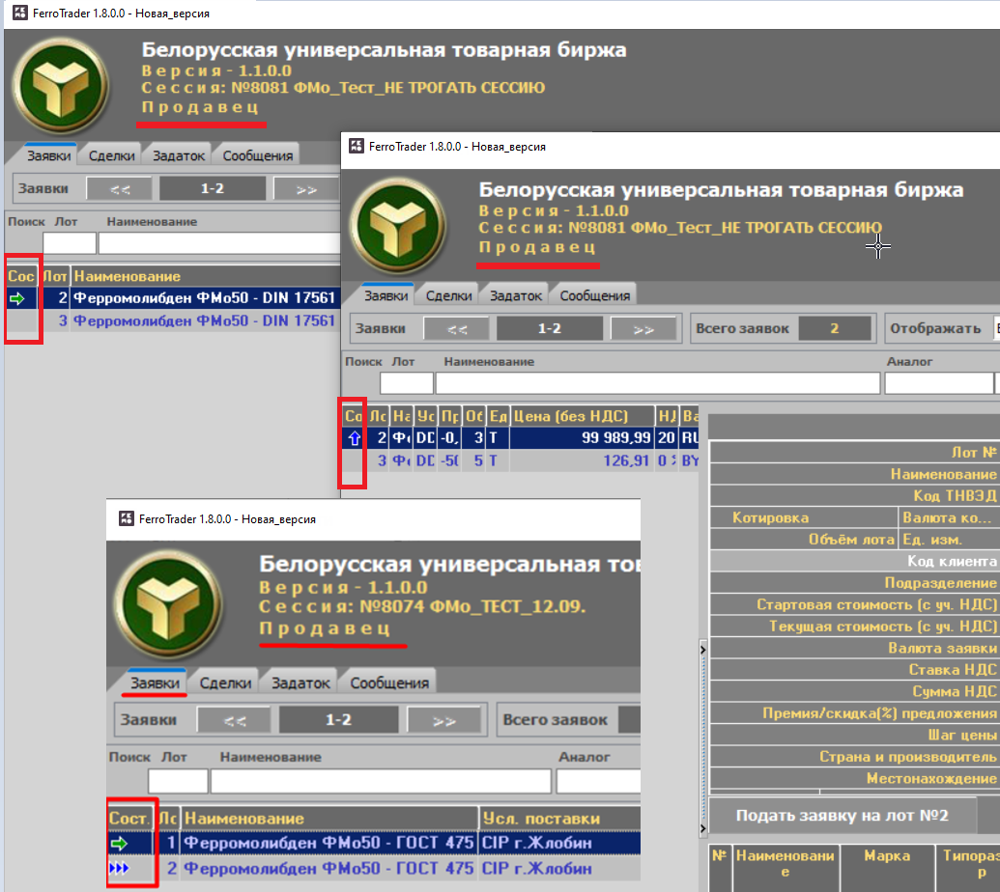 FerroTrader 1.8.0.0 - Новая_версия
Белорусская универсальная товарная биржа
Версия - 1.1.0.0
Сессия: №8081 ФМо_Тест_НЕ ТРОГАТЬ СЕССИЮ
Продавец
Заявки Сделки Задаток Сообщения
Заявки << 1-2 >>
Поиск Лот Наименование
Сос Лот Наименование
2 Ферромолибден ФМо50 - DIN 17561
3 Ферромолибден ФМо50 - DIN 17561
FerroTrader 1.8.0.0 - Новая_версия
Белорусская универсальная товарная биржа
Версия - 1.1.0.0
Сессия: №8081 ФМо_Тест_НЕ ТРОГАТЬ СЕССИЮ
Продавец
Заявки Сделки Задаток Сообщения
Заявки << 1-2 >> Всего заявок 2 Отображать
Поиск Лот Наименование Аналог
Со Лс На Ус Пр Об Ед Цена (без НДС) НД Ва
2 Ф DD -0, 3 Т 99 989,99 20 RU
3 Ф DD -50 5 Т 126,91 0 BY
Лот №
Наименование
Код ТНВЭД
Котировка Валюта ко...
Объём лота Ед. изм.
Код клиента
Подразделение
Стартовая стоимость (с уч. НДС)
Текущая стоимость (с уч. НДС)
Валюта заявки
Ставка НДС
Сумма НДС
Премия/скидка(%) предложения
Шаг цены
Страна и производитель
Местонахождение
Подать заявку на лот №2
№ Наименовани
е Марка Типораз
р
FerroTrader 1.8.0.0 - Новая_версия
Белорусская универсальная тов
Версия - 1.1.0.0
Сессия: №8074 ФМо_ТЕСТ_12.09.
Продавец
Заявки Сделки Задаток Сообщения
Заявки << 1-2 >> Всего заявок
Поиск Лот Наименование Аналог
Сост. Лс Наименование Усл. поставки
1 Ферромолибден ФМо50 - ГОСТ 475 CIP г.Жлобин
2 Ферромолибден ФМо50 - ГОСТ 475 CIP г.Жлобин